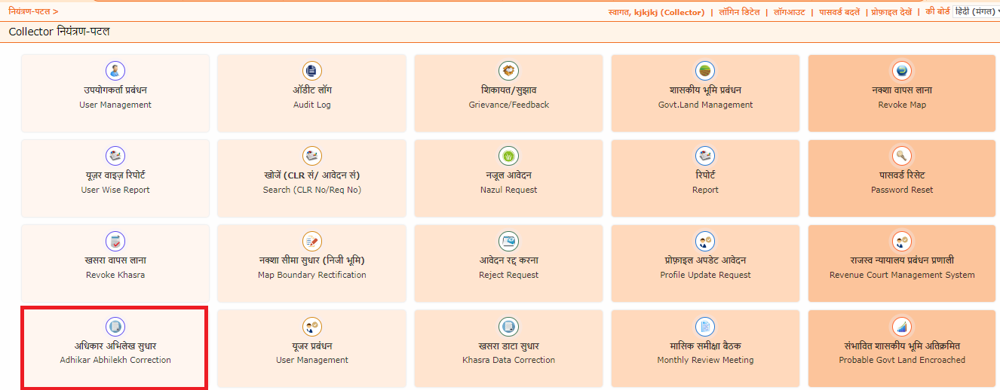 नियंत्रण-पटल >
स्वागत, kjkjkj (Collector) | लॉगिन डिटेल | लॉगआउट | पासवर्ड बदलें | प्रोफ़ाइल देखें | की बोर्ड हिंदी (मंगल)
Collector नियंत्रण-पटल
उपयोगकर्ता प्रबंधन
User Management
ऑडीट लॉग
Audit Log
शिकायत/सुझाव
Grievance/Feedback
शासकीय भूमि प्रबंधन
Govt.Land Management
नक्शा वापस लाना
Revoke Map
यूज़र वाइज़ रिपोर्ट
User Wise Report
खोजें (CLR सं/ आवेदन सं)
Search (CLR No/Req No)
नजूल आवेदन
Nazul Request
रिपोर्ट
Report
पासवर्ड रिसेट
Password Reset
खसरा वापस लाना
Revoke Khasra
नक्शा सीमा सुधार (निजी भूमि)
Map Boundary Rectification
आवेदन रद्द करना
Reject Request
प्रोफ़ाइल अपडेट आवेदन
Profile Update Request
राजस्व न्यायालय प्रबंधन प्रणाली
Revenue Court Management System
अधिकार अभिलेख सुधार
Adhikar Abhilekh Correction
यूजर प्रबंधन
User Management
खसरा डाटा सुधार
Khasra Data Correction
मासिक समीक्षा बैठक
Monthly Review Meeting
संभावित शासकीय भूमि अतिक्रमित
Probable Govt Land Encroached